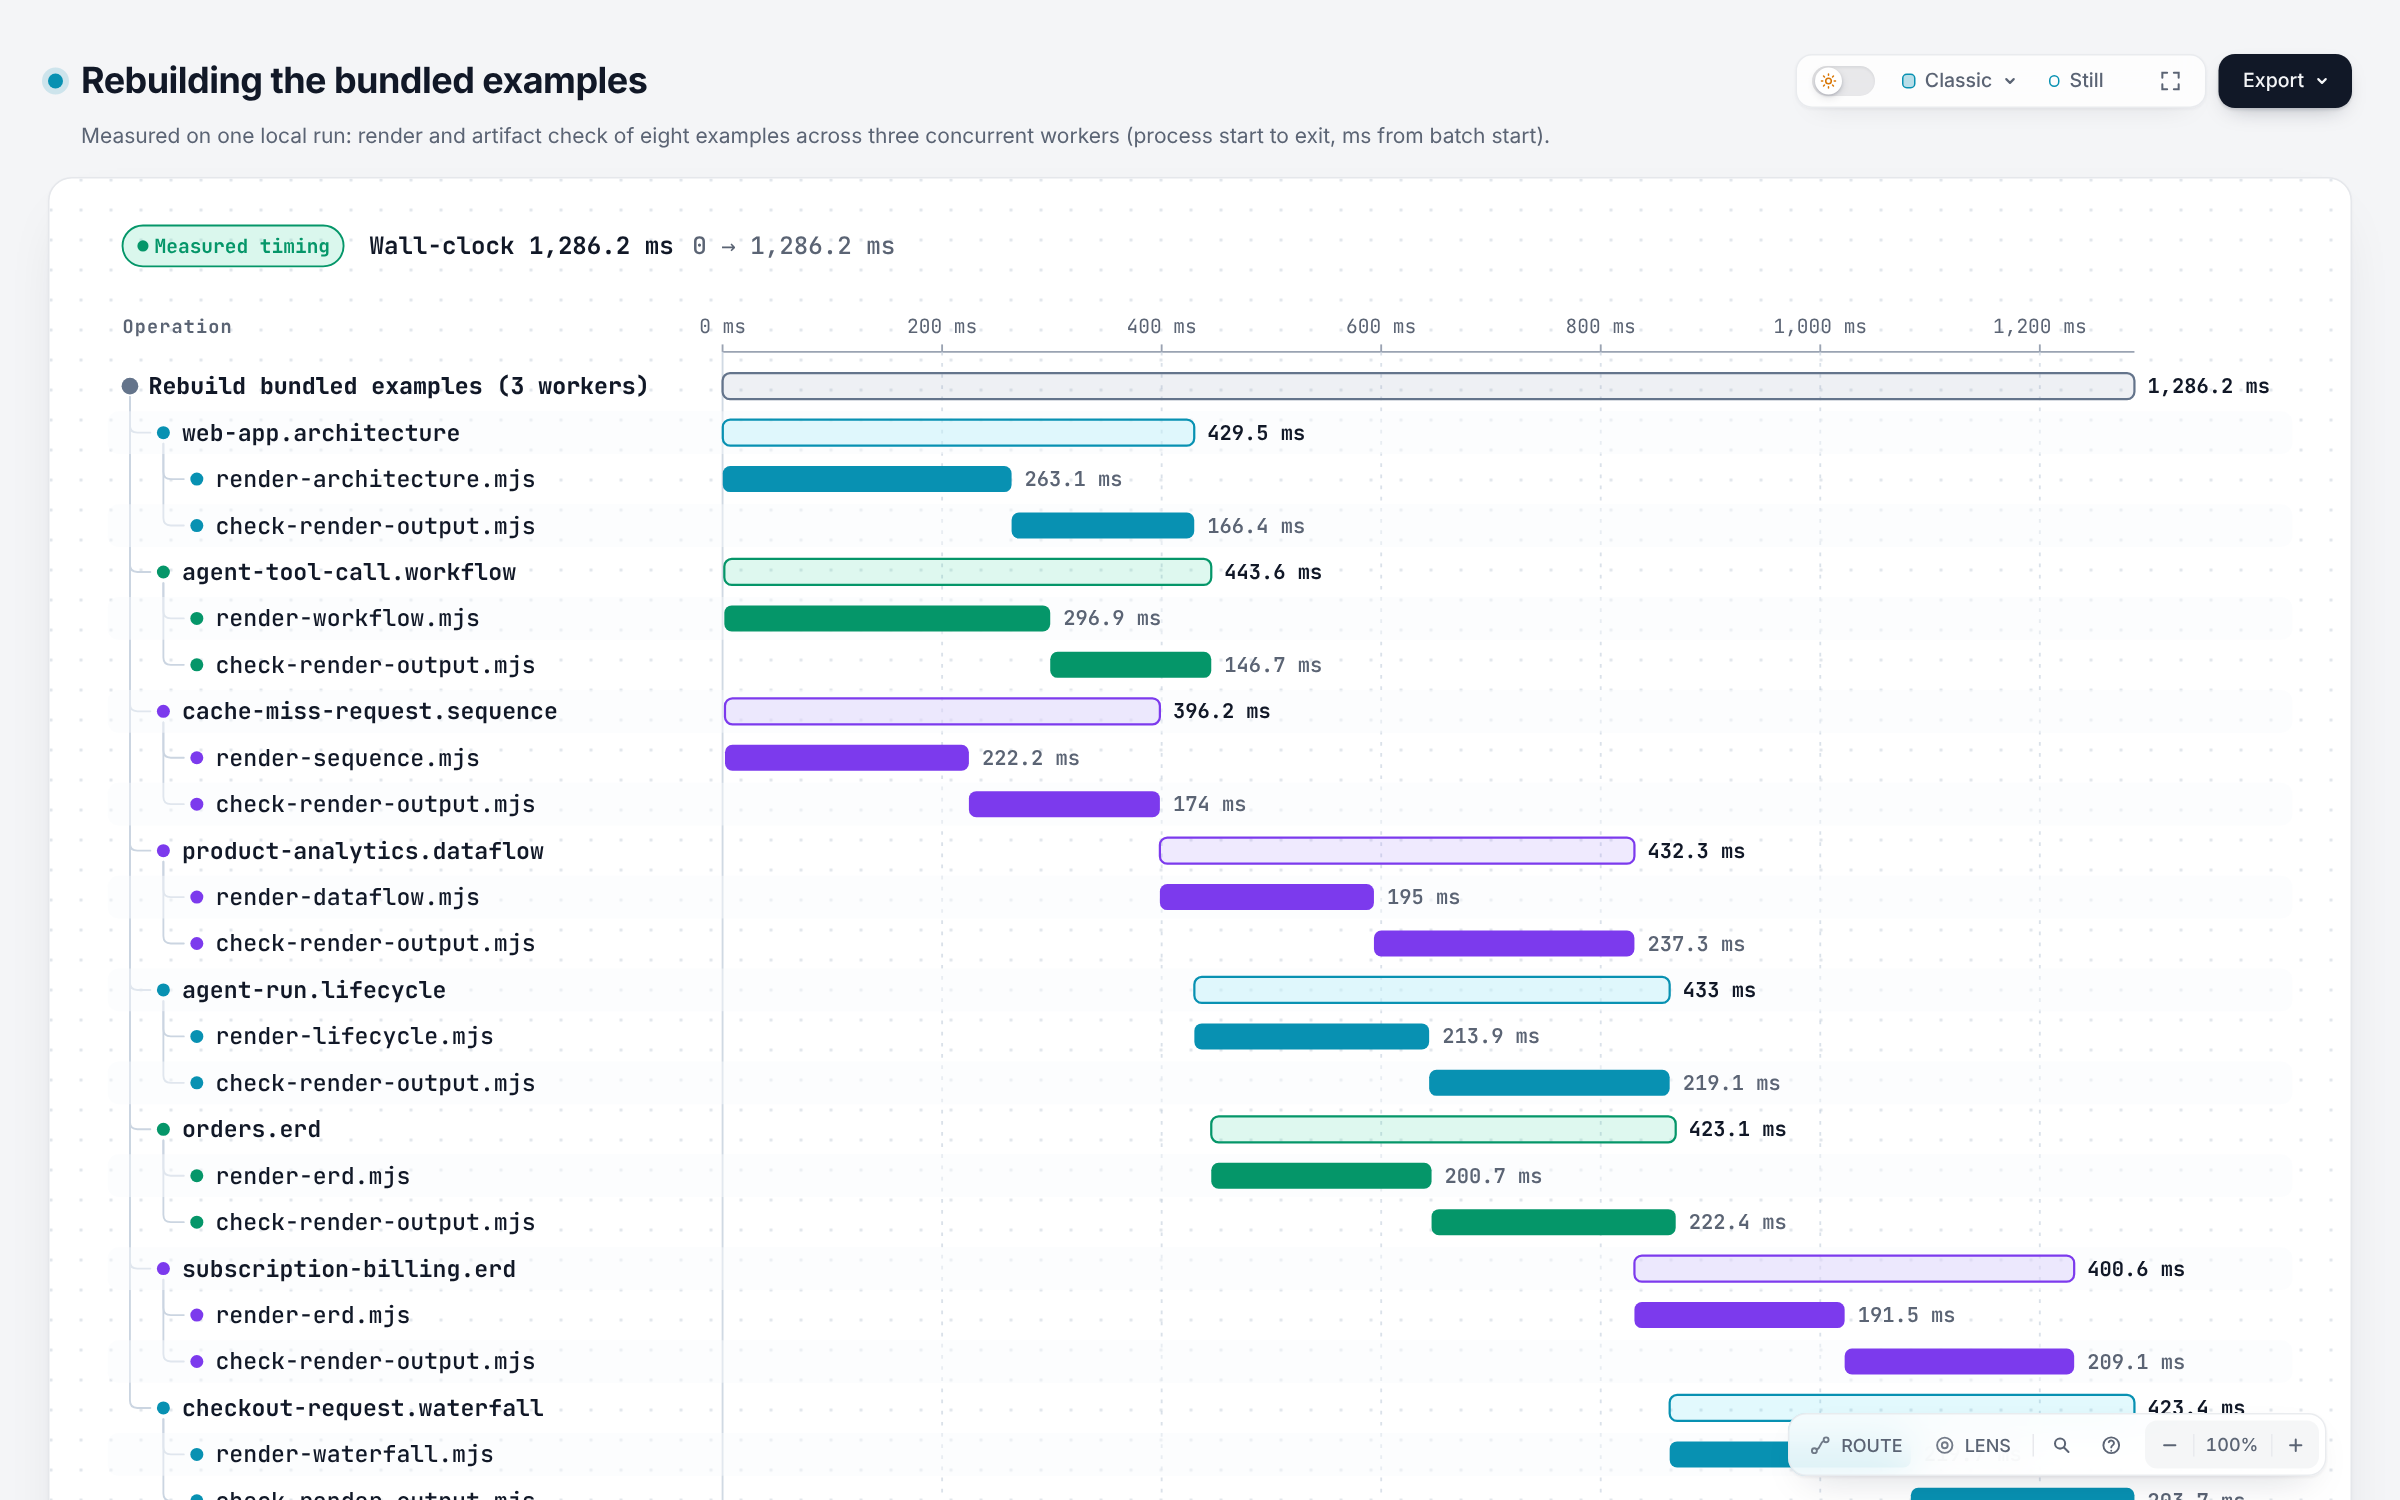 Rebuilding the bundled examples
Classic
Still
Export
Measured on one local run: render and artifact check of eight examples across three concurrent workers (process start to exit, ms from batch start).
Measured timing
Wall-clock 1,286.2 ms 0 → 1,286.2 ms
Operation
0 ms 200 ms 400 ms 600 ms 800 ms 1,000 ms 1,200 ms
Rebuild bundled examples (3 workers) 1,286.2 ms
web-app.architecture 429.5 ms
render-architecture.mjs 263.1 ms
check-render-output.mjs 166.4 ms
agent-tool-call.workflow 443.6 ms
render-workflow.mjs 296.9 ms
check-render-output.mjs 146.7 ms
cache-miss-request.sequence 396.2 ms
render-sequence.mjs 222.2 ms
check-render-output.mjs 174 ms
product-analytics.dataflow 432.3 ms
render-dataflow.mjs 195 ms
check-render-output.mjs 237.3 ms
agent-run.lifecycle 433 ms
render-lifecycle.mjs 213.9 ms
check-render-output.mjs 219.1 ms
orders.erd 423.1 ms
render-erd.mjs 200.7 ms
check-render-output.mjs 222.4 ms
subscription-billing.erd 400.6 ms
render-erd.mjs 191.5 ms
check-render-output.mjs 209.1 ms
checkout-request.waterfall 423.4 ms
render-waterfall.mjs
ROUTE
LENS
100%
check-render-output.mjs 203.7 ms